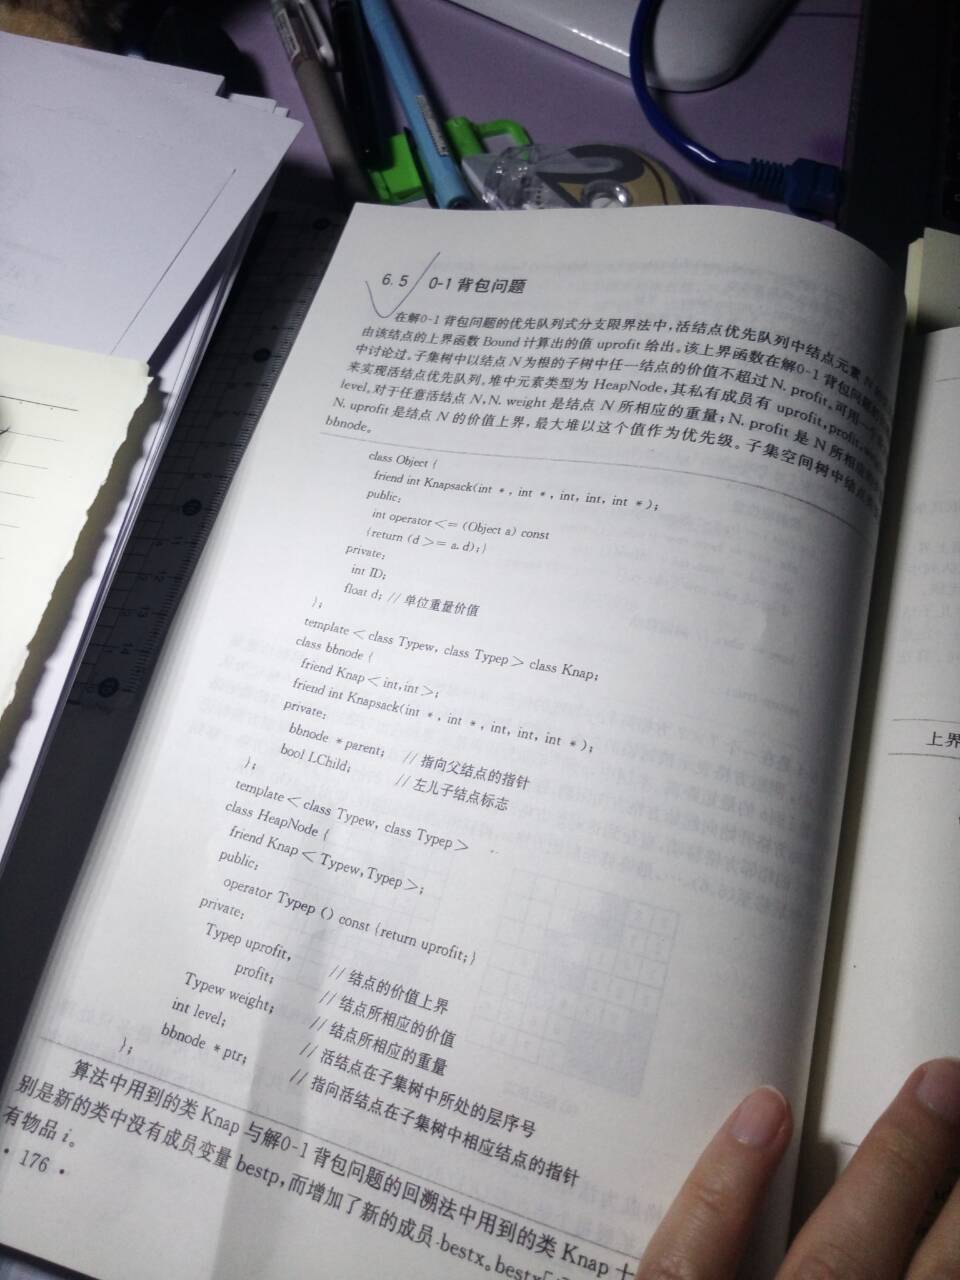 6.5 0-1 背包问题
在解0-1 背包问题的优先队列式分支限界法中,活结点优先队列中结点元素 N
由该结点的上界函数 Bound 计算出的值 uprofit 给出。该上界函数在解0-1 背包问题的
中讨论过。子集树中以结点 N 为根的子树中任一结点的价值不超过 N. profit。可用一个
来实现活结点优先队列。堆中元素类型为 HeapNode,其私有成员有 uprofit,profit,
level。对于任意活结点 N,N. weight 是结点 N 所相应的重量;N. profit 是 N 所相应的
N. uprofit 是结点 N 的价值上界,最大堆以这个值作为优先级。子集空间树中结点
bbnode。
class Object {
friend int Knapsack(int *, int *, int, int, int *);
public:
int operator<= (Object a) const
{return (d >= a.d);}
private:
int ID;
float d; // 单位重量价值
};
template < class Typew, class Typep > class Knap;
class bbnode {
friend Knap < int,int >;
friend int Knapsack(int *, int *, int, int, int *);
private:
bbnode * parent; // 指向父结点的指针
bool LChild; // 左儿子结点标志
};
template < class Typew, class Typep >
class HeapNode {
friend Knap < Typew,Typep >;
public:
operator Typep () const {return uprofit;}
private:
Typep uprofit, // 结点的价值上界
profit; // 结点所相应的价值
Typew weight; // 结点所相应的重量
int level; // 活结点在子集树中所处的层序号
bbnode * ptr; // 指向活结点在子集树中相应结点的指针
};
算法中用到的类 Knap 与解0-1 背包问题的回溯法中用到的类 Knap 十
别是新的类中没有成员变量 bestp,而增加了新的成员 bestx。bestx[
有物品 i。
· 176 ·
上界